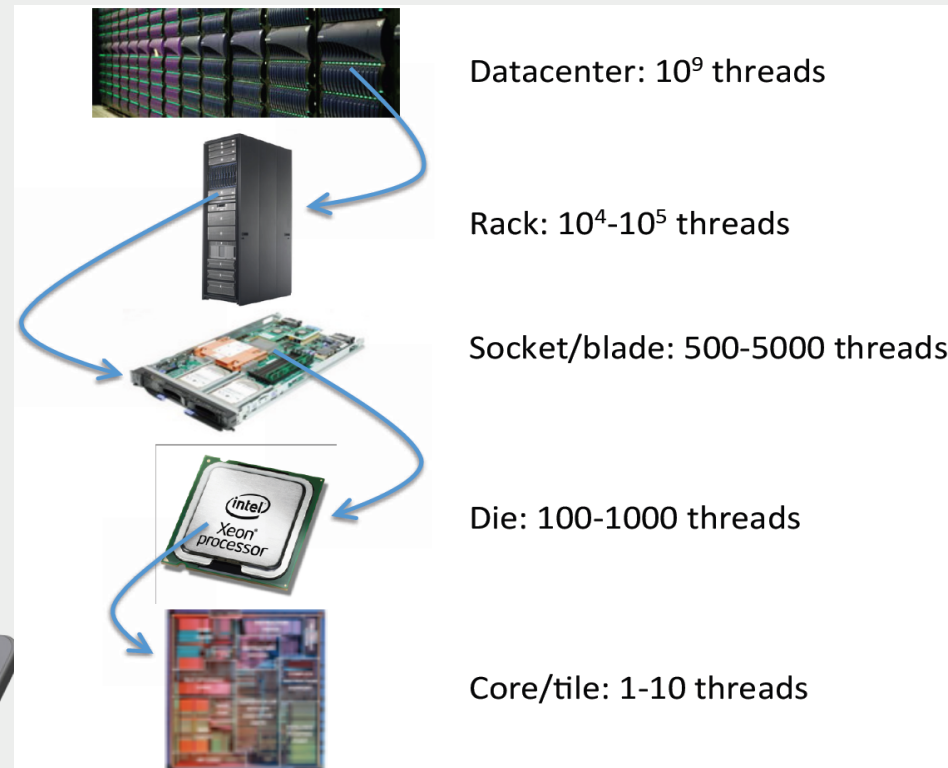 Datacenter: 10⁹ threads
Rack: 10⁴-10⁵ threads
Socket/blade: 500-5000 threads
Die: 100-1000 threads
intel
Xeon®
processor
Core/tile: 1-10 threads